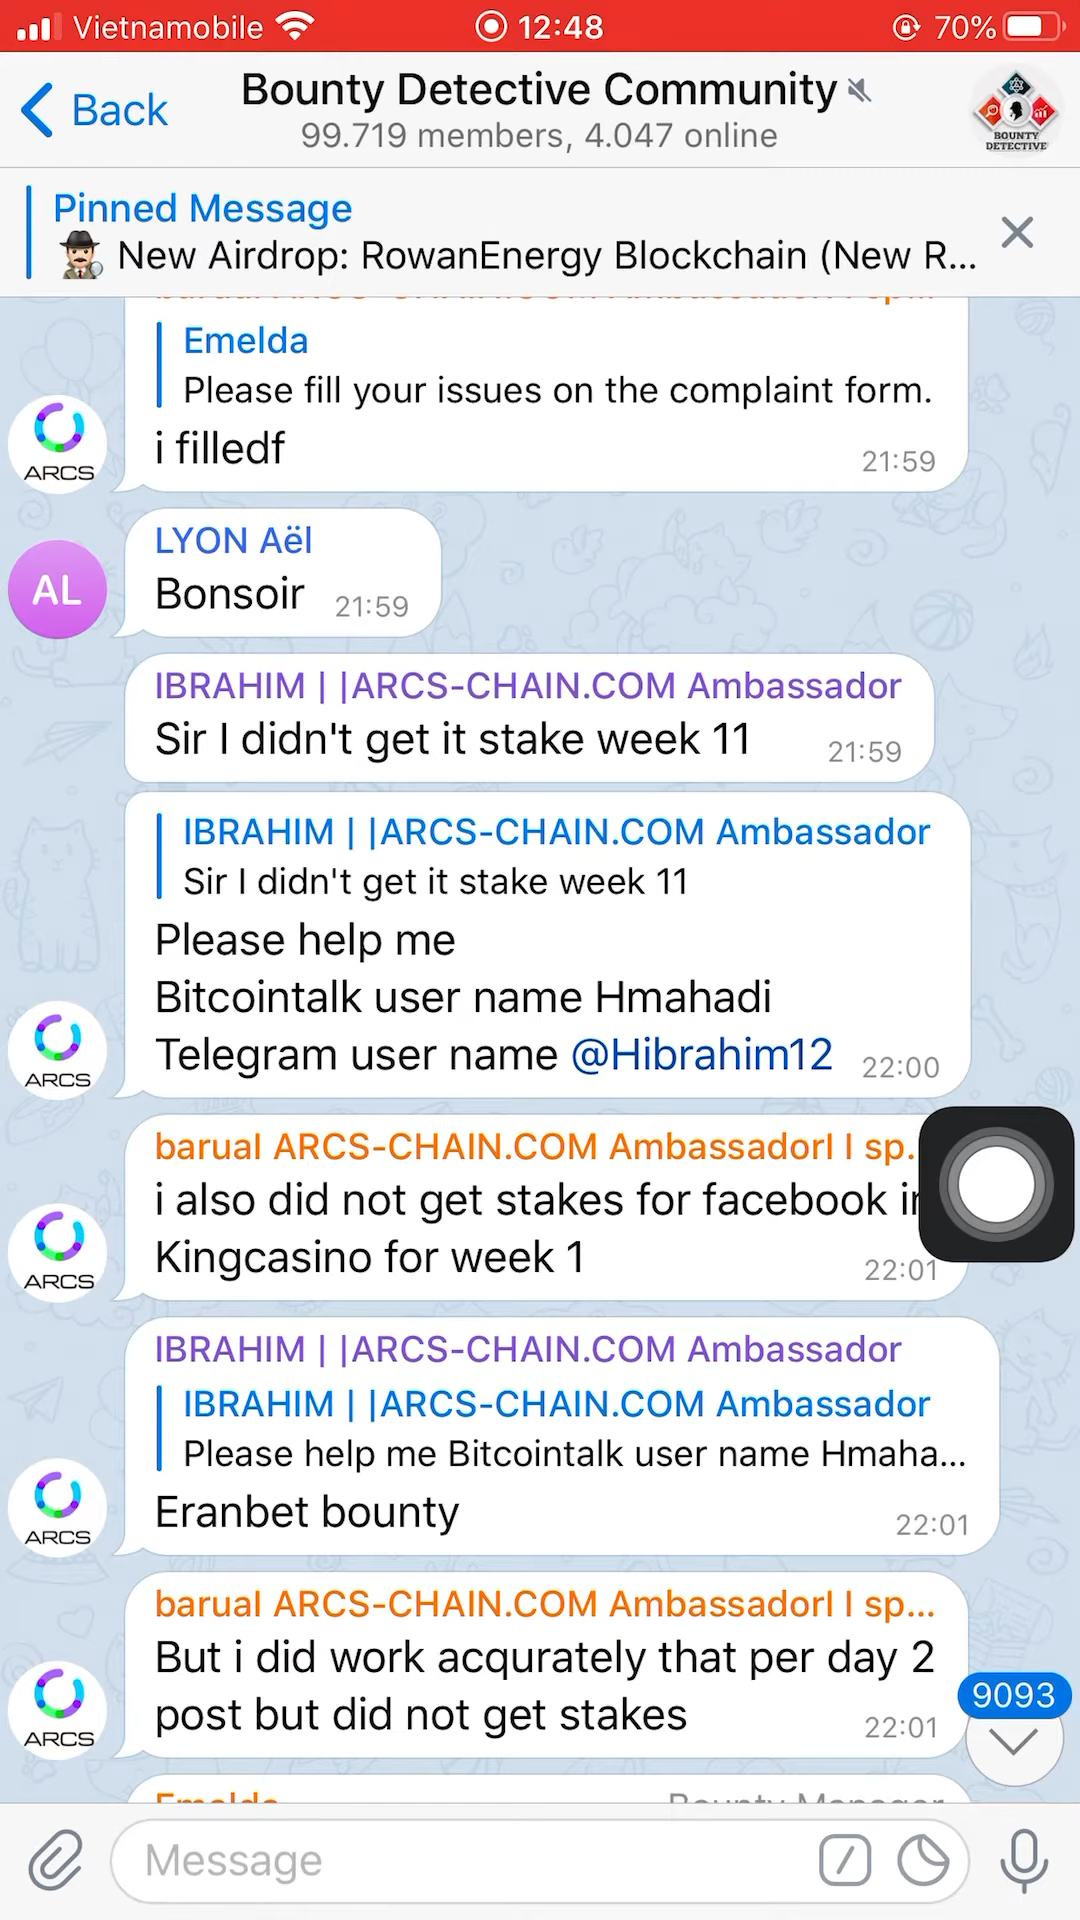 Vietnamobile 12:48 70%
Back Bounty Detective Community
99.719 members, 4.047 online
BOUNTY
DETECTIVE
Pinned Message
New Airdrop: RowanEnergy Blockchain (New R...
Emelda
Please fill your issues on the complaint form.
i filledf 21:59
ARCS
LYON Aël
AL
Bonsoir 21:59
IBRAHIM | |ARCS-CHAIN.COM Ambassador
Sir I didn't get it stake week 11 21:59
IBRAHIM | |ARCS-CHAIN.COM Ambassador
Sir I didn't get it stake week 11
Please help me
Bitcointalk user name Hmahadi
Telegram user name @Hibrahim12 22:00
ARCS
baruaI ARCS-CHAIN.COM AmbassadorI I sp.
i also did not get stakes for facebook in
Kingcasino for week 1 22:01
ARCS
IBRAHIM | |ARCS-CHAIN.COM Ambassador
IBRAHIM | |ARCS-CHAIN.COM Ambassador
Please help me Bitcointalk user name Hmaha...
Eranbet bounty 22:01
ARCS
baruaI ARCS-CHAIN.COM AmbassadorI I sp...
But i did work acqurately that per day 2
post but did not get stakes 22:01
ARCS
9093
Emelda Bounty Manager
Message